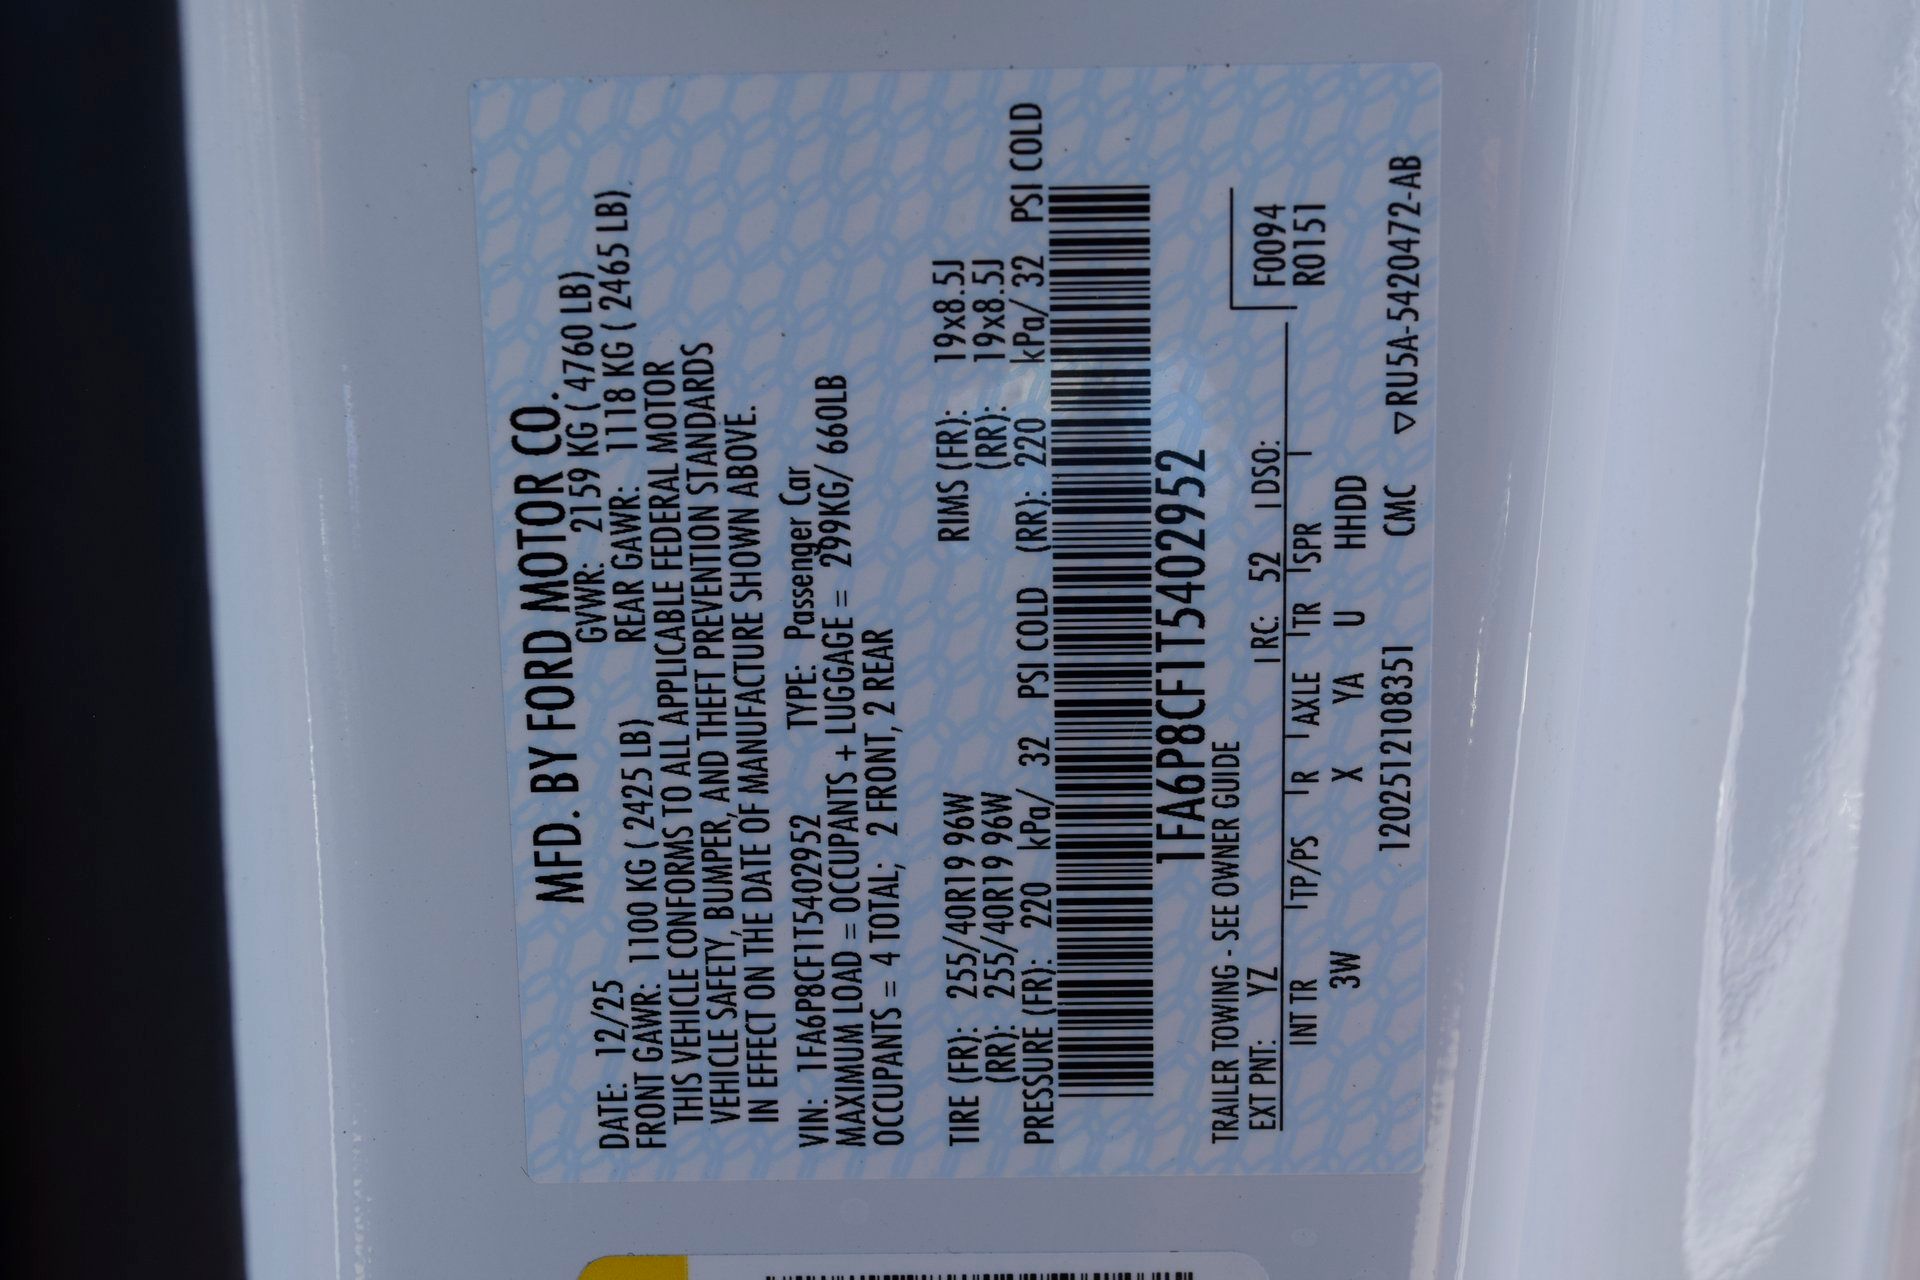 MFD. BY FORD MOTOR CO.
DATE: 12/25 GVWR: 2159 KG ( 4760 LB)
FRONT GAWR: 1100 KG ( 2425 LB) REAR GAWR: 1118 KG ( 2465 LB)
THIS VEHICLE CONFORMS TO ALL APPLICABLE FEDERAL MOTOR
VEHICLE SAFETY, BUMPER, AND THEFT PREVENTION STANDARDS
IN EFFECT ON THE DATE OF MANUFACTURE SHOWN ABOVE.
VIN: 1FA6P8CF1T5402952 TYPE: Passenger Car
MAXIMUM LOAD = OCCUPANTS + LUGGAGE = 299KG/ 660LB
OCCUPANTS = 4 TOTAL; 2 FRONT, 2 REAR
TIRE (FR): 255/40R19 96W RIMS (FR): 19x8.5J
(RR): 255/40R19 96W (RR): 19x8.5J
PRESSURE (FR): 220 kPa/ 32 PSI COLD (RR): 220 kPa/ 32 PSI COLD
1FA6P8CF1T5402952
TRAILER TOWING - SEE OWNER GUIDE
EXT PNT: YZ RC: 52 DSO: F0094
INT TR TP/PS R AXLE TR SPR R0151
3W X YA U HHDD
1202512108351 CMC ▽RU5A-5420472-AB